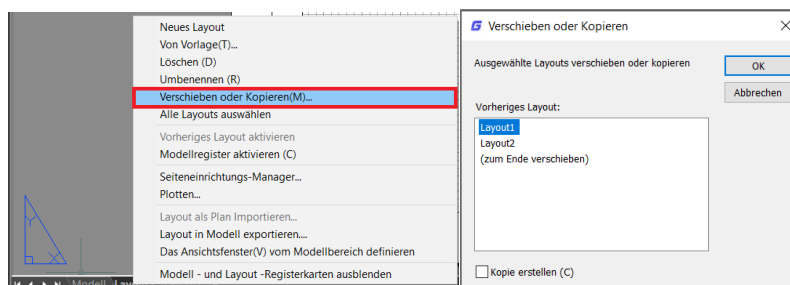 Neues Layout
Von Vorlage(T)...
Löschen (D)
Umbenennen (R)
Verschieben oder Kopieren(M)...
Alle Layouts auswählen
Vorheriges Layout aktivieren
Modellregister aktivieren (C)
Seiteneinrichtungs-Manager...
Plotten...
Layout als Plan Importieren...
Layout in Modell exportieren....
Das Ansichtsfenster(V) vom Modellbereich definieren
Modell - und Layout -Registerkarten ausblenden
Y
X
Modell
Verschieben oder Kopieren
Ausgewählte Layouts verschieben oder kopieren
OK
Abbrechen
Vorheriges Layout:
Layout1
Layout2
(zum Ende verschieben)
Kopie erstellen (C)